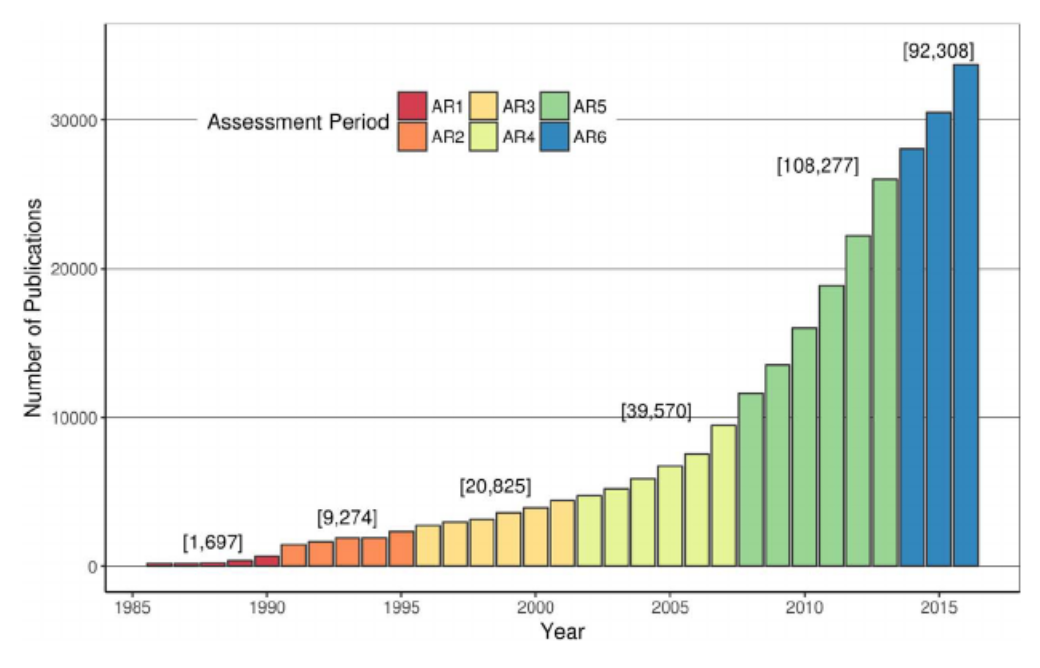 [92,308]
Assessment Period AR1 AR3 AR5
AR2 AR4 AR6
30000
[108,277]
20000
Number of Publications
[39,570]
10000
[20,825]
[9,274]
[1,697]
0
1985 1990 1995 2000 2005 2010 2015
Year